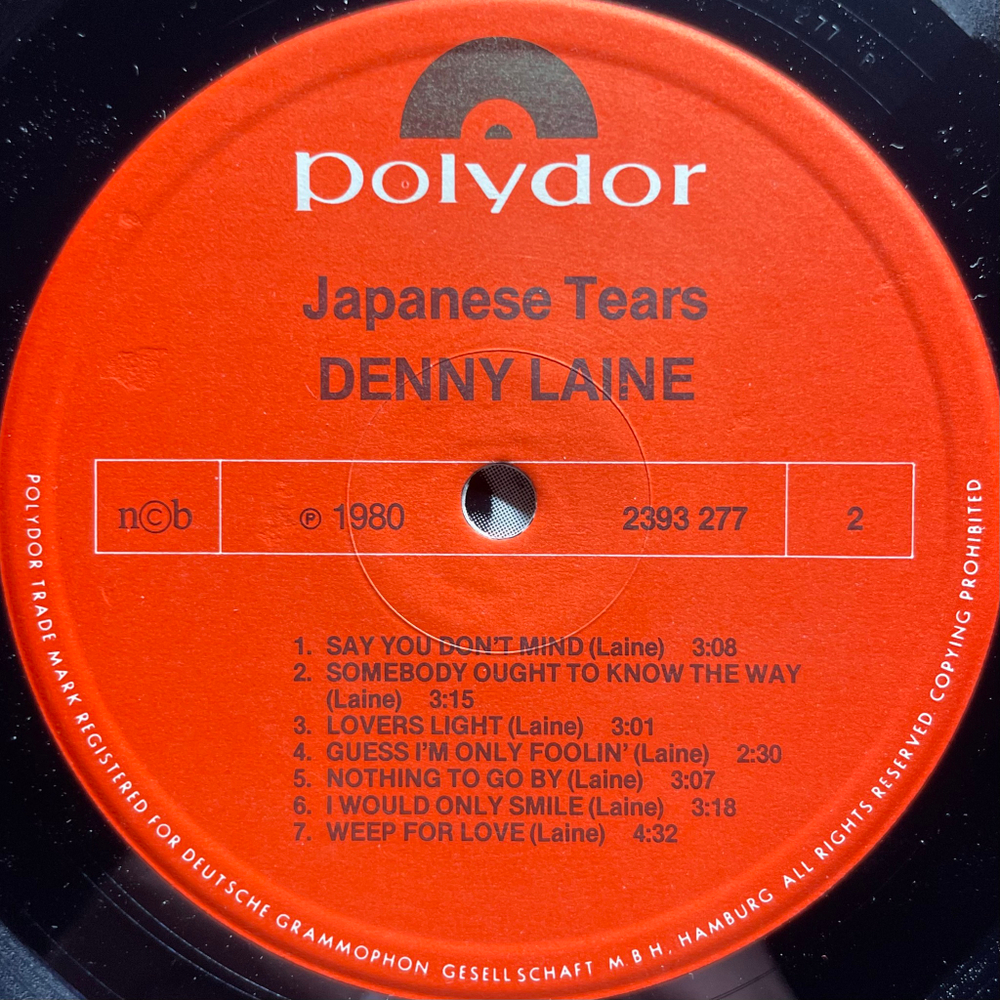 polydor
Japanese Tears
DENNY LAINE
n©b ℗ 1980 2393 277 2
1. SAY YOU DON'T MIND (Laine) 3:08
2. SOMEBODY OUGHT TO KNOW THE WAY
(Laine) 3:15
3. LOVERS LIGHT (Laine) 3:01
4. GUESS I'M ONLY FOOLIN' (Laine) 2:30
5. NOTHING TO GO BY (Laine) 3:07
6. I WOULD ONLY SMILE (Laine) 3:18
7. WEEP FOR LOVE (Laine) 4:32
POLYDOR TRADE MARK REGISTERED FOR DEUTSCHE GRAMMOPHON GESELLSCHAFT M.B.H, HAMBURG ALL RIGHTS RESERVED. COPYING PROHIBITED